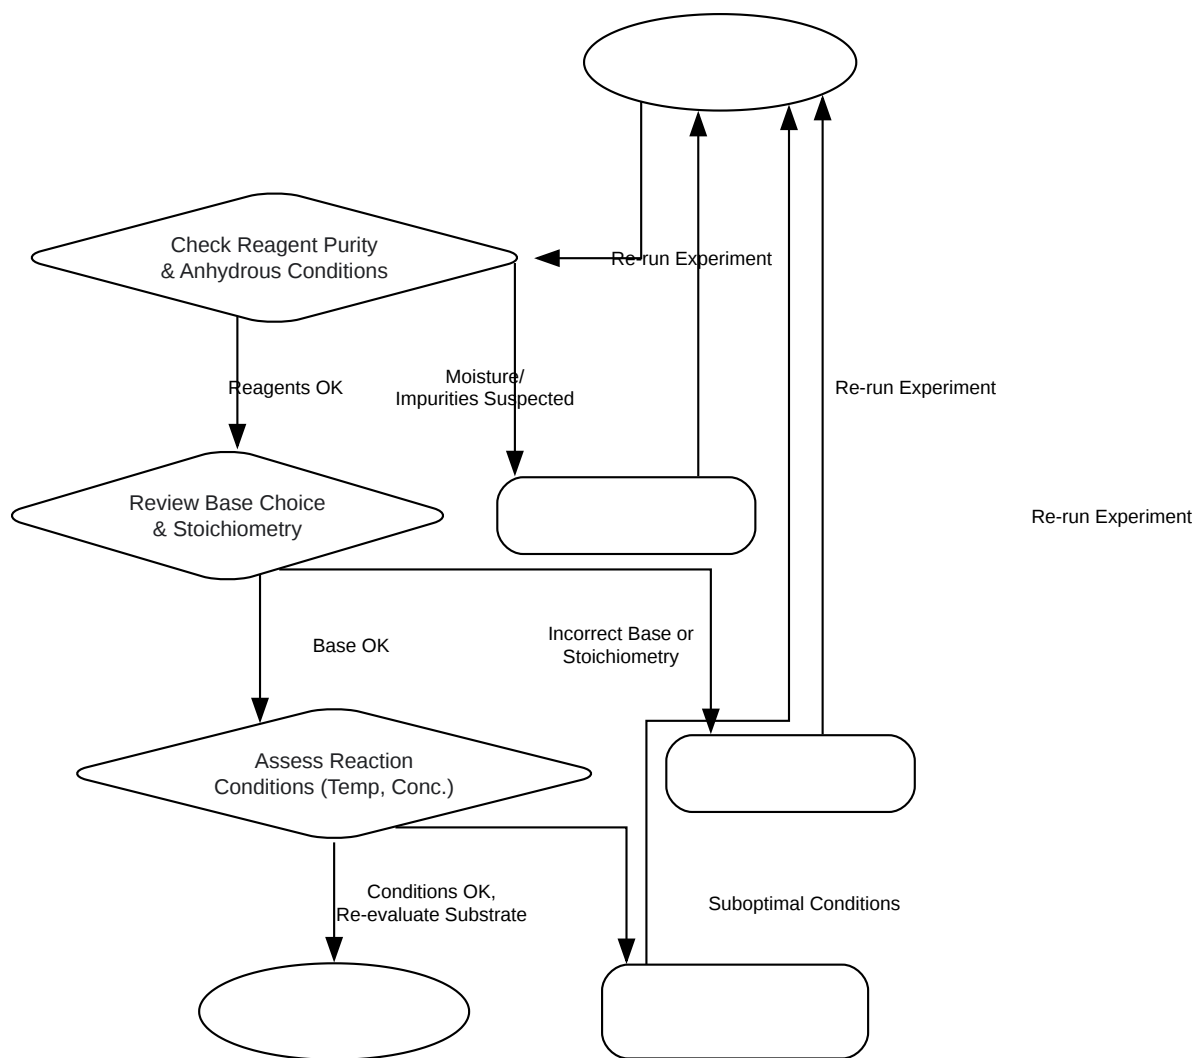 Check Reagent Purity
& Anhydrous Conditions
Re-run Experiment
Reagents OK
Moisture/
Impurities Suspected
Re-run Experiment
Review Base Choice
& Stoichiometry
Re-run Experiment
Base OK
Incorrect Base or
Stoichiometry
Assess Reaction
Conditions (Temp, Conc.)
Conditions OK,
Re-evaluate Substrate
Suboptimal Conditions